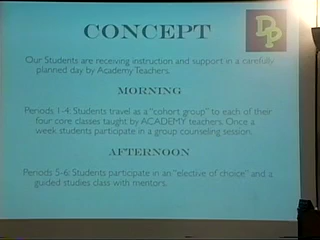 CONCEPT
DP
Our Students are receiving instruction and support in a carefully
planned day by Academy Teachers.
MORNING
Periods 1-4: Students travel as a "cohort group" to each of their
four core classes taught by ACADEMY teachers. Once a
week students participate in a group counseling session.
AFTERNOON
Periods 5-6: Students participate in an "elective of choice" and a
guided studies class with mentors.